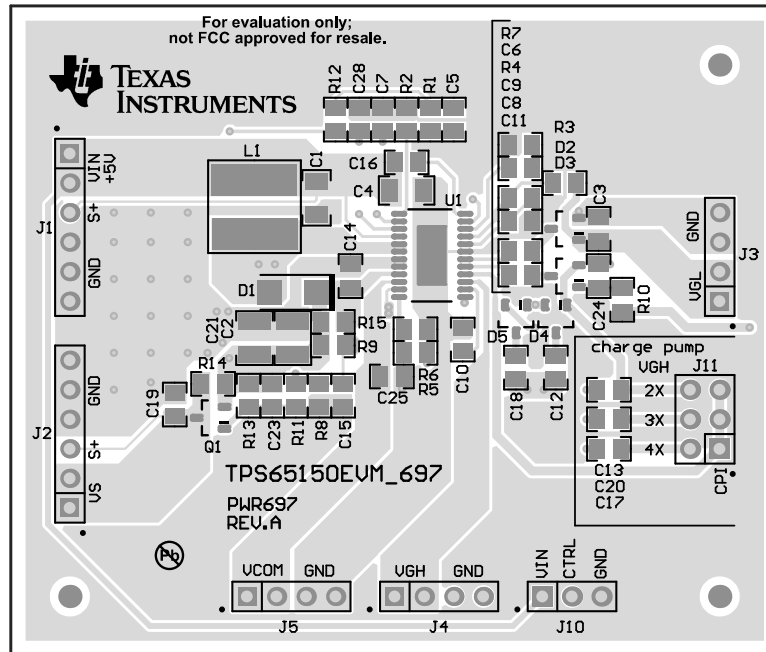 For evaluation only;
not FCC approved for resale.
TEXAS
INSTRUMENTS
R12
C28
C7
R2
R1
C5
R7
C6
R4
C9
C8
C11
R3
D2
D3
L1
C1
C16
C4
U1
C3
J1
VIN
+5V
S+
GND
C14
GND
VGL
J3
D1
C21
C2
R15
R9
R14
C19
Q1
R6
R5
C10
C25
D5
D4
C24
R10
C18
C12
charge pump
VGH
J11
2X
3X
4X
C13
C20
C17
CPI
J2
GND
S+
VS
R13
C23
R11
R8
C15
TPS65150EVM_697
PWR697
REV.A
Pb
VCOM
GND
J5
VGH
GND
J4
VIN
CTRL
GND
J10